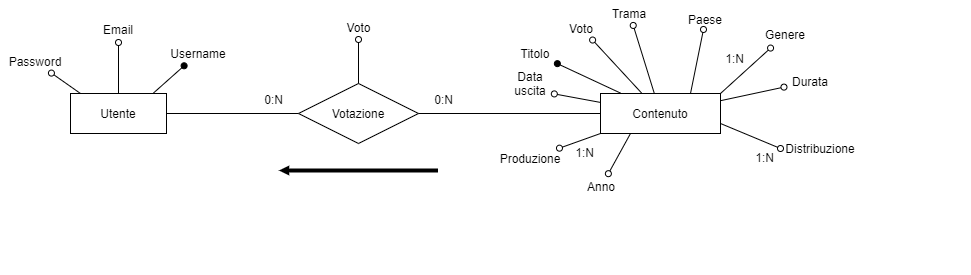 Trama
Paese
Email
Voto
Voto
Genere
Password
Username
Titolo
1:N
Data
uscita
Durata
0:N
0:N
Utente
Votazione
Contenuto
Produzione
1:N
1:N
Distribuzione
Anno